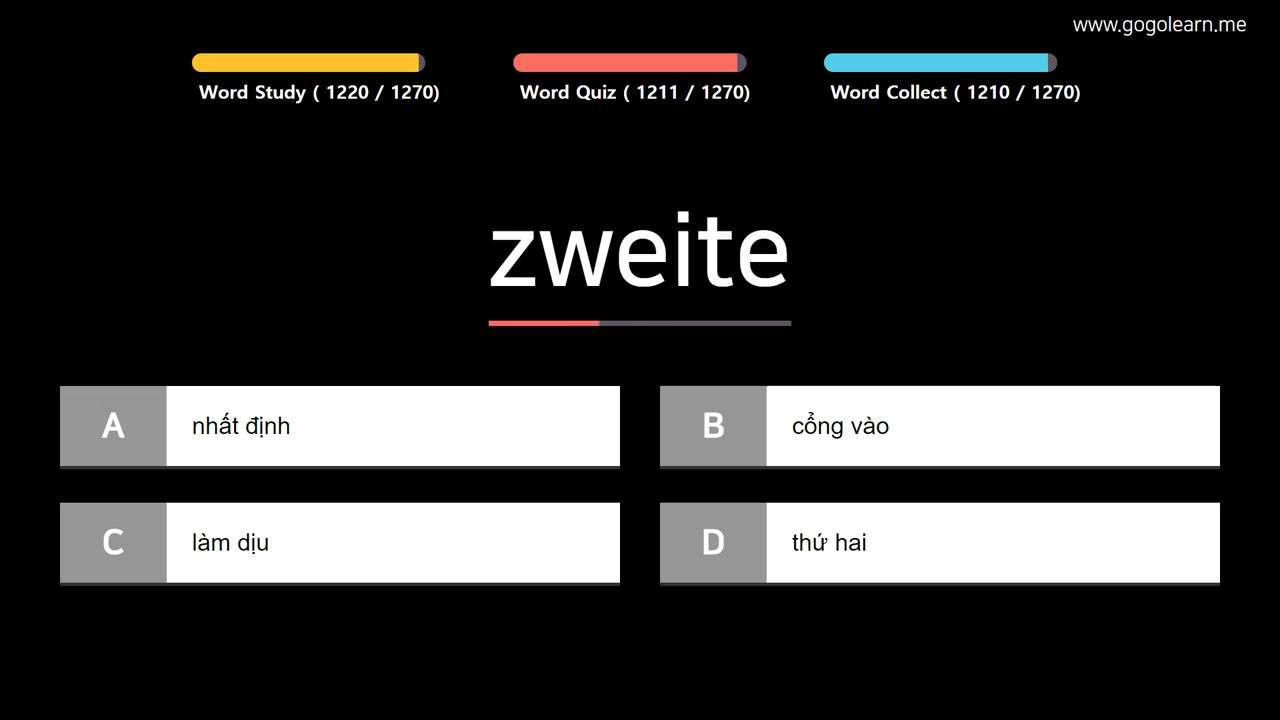 www.gogolearn.me
Word Study ( 1220 / 1270)
Word Quiz ( 1211 / 1270)
Word Collect ( 1210 / 1270)
zweite
A nhất định
B cổng vào
C làm dịu
D thứ hai